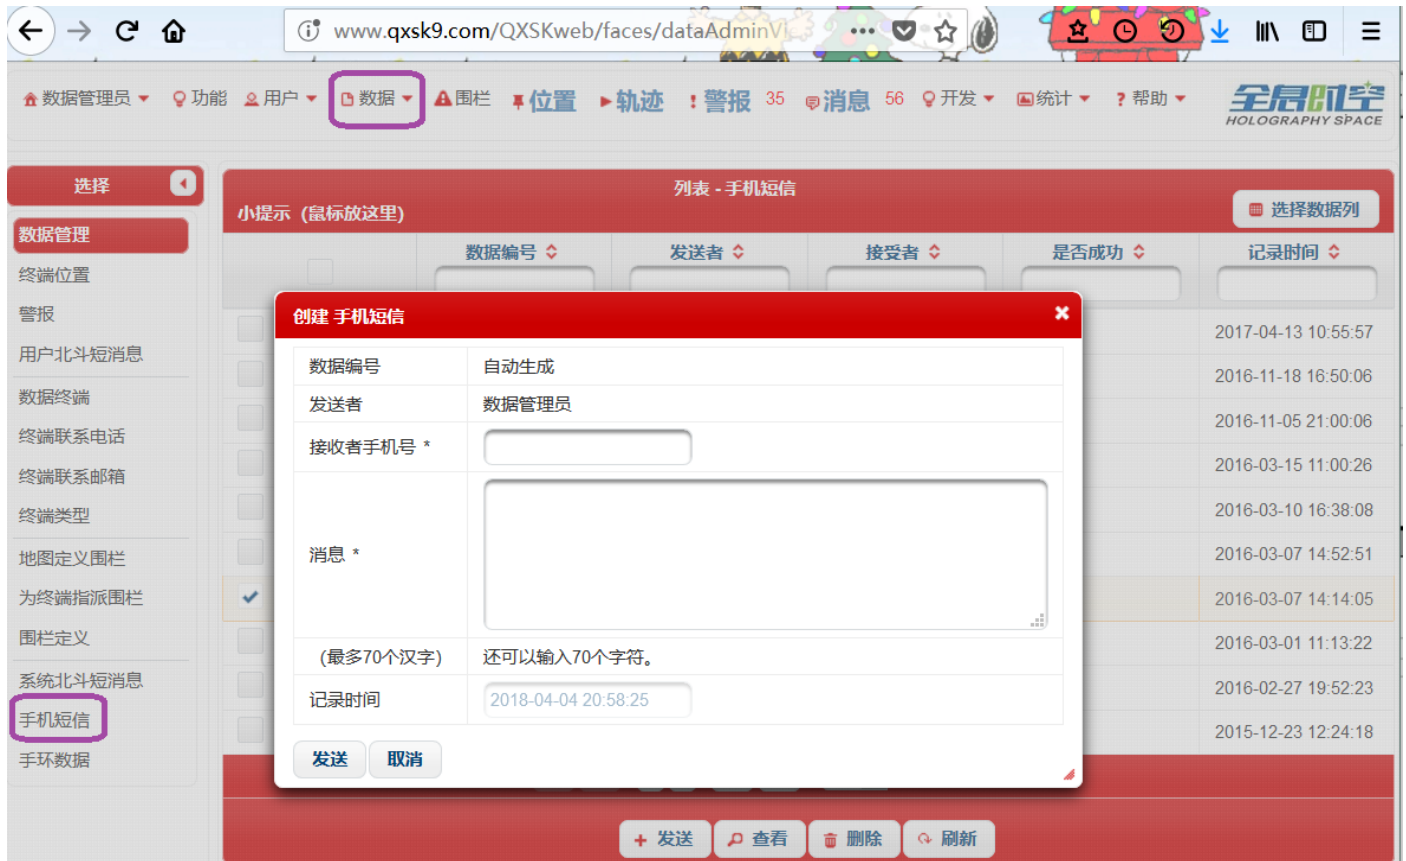 www.qxsk9.com/QXSKweb/faces/dataAdminVi
数据管理员 功能 用户 数据 围栏 位置 轨迹 警报 35 消息 56 开发 统计 帮助
HOLOGRAPHY SPACE
选择
列表 - 手机短信
小提示 (鼠标放这里)
选择数据列
数据管理
数据编号 发送者 接受者 是否成功 记录时间
终端位置
警报
用户北斗短消息
数据终端
终端联系电话
终端联系邮箱
终端类型
地图定义围栏
为终端指派围栏
围栏定义
系统北斗短消息
手机短信
手环数据
创建 手机短信
数据编号 自动生成
发送者 数据管理员
接收者手机号 *
消息 *
(最多70个汉字) 还可以输入70个字符。
记录时间 2018-04-04 20:58:25
发送 取消
2017-04-13 10:55:57
2016-11-18 16:50:06
2016-11-05 21:00:06
2016-03-15 11:00:26
2016-03-10 16:38:08
2016-03-07 14:52:51
2016-03-07 14:14:05
2016-03-01 11:13:22
2016-02-27 19:52:23
2015-12-23 12:24:18
发送 查看 删除 刷新